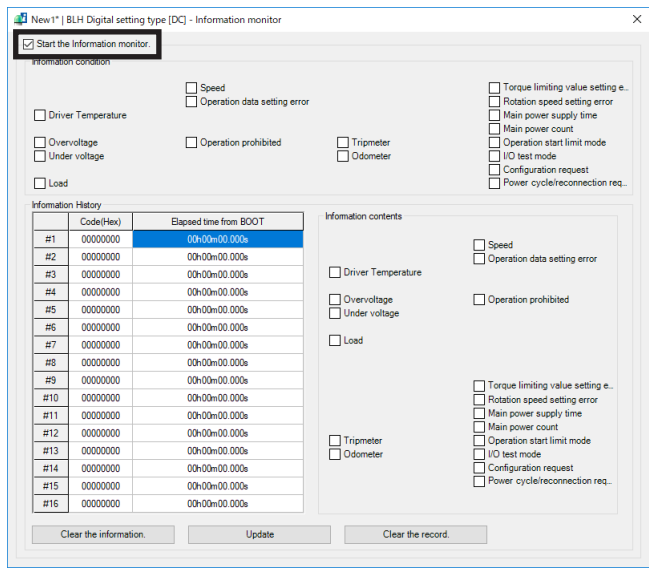 New1* | BLH Digital setting type [DC] - Information monitor
Start the Information monitor.
Information condition
Speed
Torque limiting value setting e...
Operation data setting error
Rotation speed setting error
Driver Temperature
Main power supply time
Main power count
Overvoltage
Operation prohibited
Tripmeter
Operation start limit mode
Under voltage
Odometer
I/O test mode
Configuration request
Load
Power cycle/reconnection req...
Information History
Code(Hex) Elapsed time from BOOT
#1 00000000 00h00m00.000s
#2 00000000 00h00m00.000s
#3 00000000 00h00m00.000s
#4 00000000 00h00m00.000s
#5 00000000 00h00m00.000s
#6 00000000 00h00m00.000s
#7 00000000 00h00m00.000s
#8 00000000 00h00m00.000s
#9 00000000 00h00m00.000s
#10 00000000 00h00m00.000s
#11 00000000 00h00m00.000s
#12 00000000 00h00m00.000s
#13 00000000 00h00m00.000s
#14 00000000 00h00m00.000s
#15 00000000 00h00m00.000s
#16 00000000 00h00m00.000s
Information contents
Speed
Operation data setting error
Driver Temperature
Overvoltage
Operation prohibited
Under voltage
Load
Torque limiting value setting e...
Rotation speed setting error
Main power supply time
Main power count
Tripmeter
Operation start limit mode
Odometer
I/O test mode
Configuration request
Power cycle/reconnection req...
Clear the information.
Update
Clear the record.